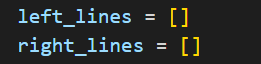 left_lines = []
right_lines = []